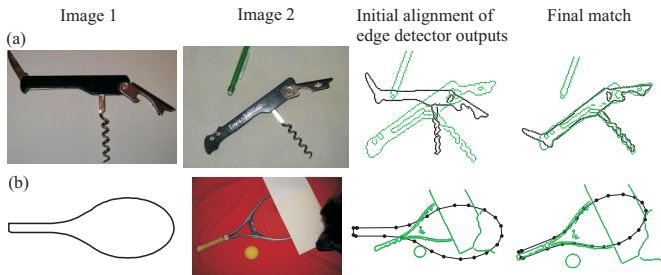 Image 1
Image 2
Initial alignment of
edge detector outputs
Final match
(a)
(b)